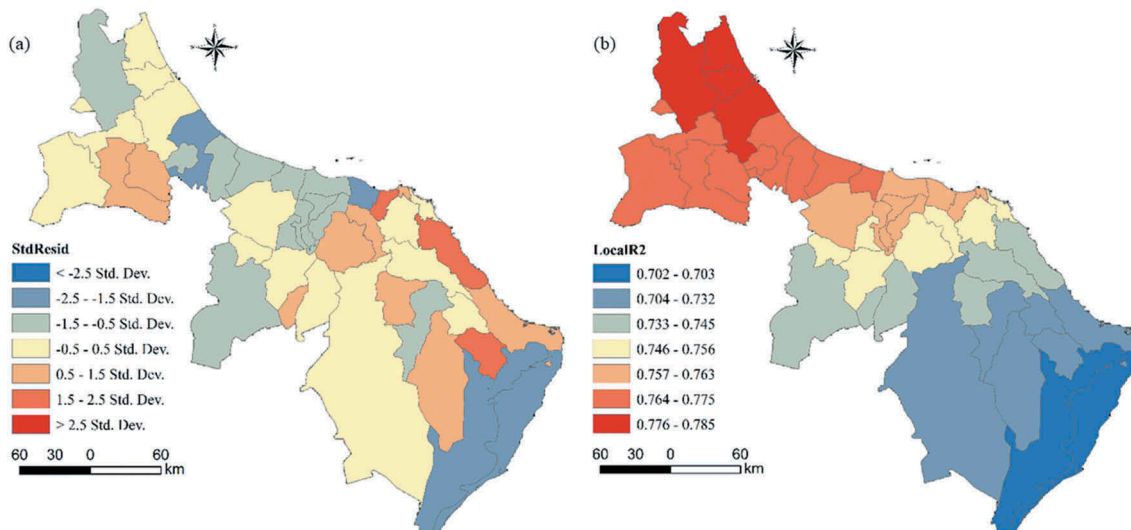 (a)
(b)
StdResid
< -2.5 Std. Dev.
-2.5 - -1.5 Std. Dev.
-1.5 - -0.5 Std. Dev.
-0.5 - 0.5 Std. Dev.
0.5 - 1.5 Std. Dev.
1.5 - 2.5 Std. Dev.
> 2.5 Std. Dev.
60 30 0 60
km
LocalR2
0.702 - 0.703
0.704 - 0.732
0.733 - 0.745
0.746 - 0.756
0.757 - 0.763
0.764 - 0.775
0.776 - 0.785
60 30 0 60
km